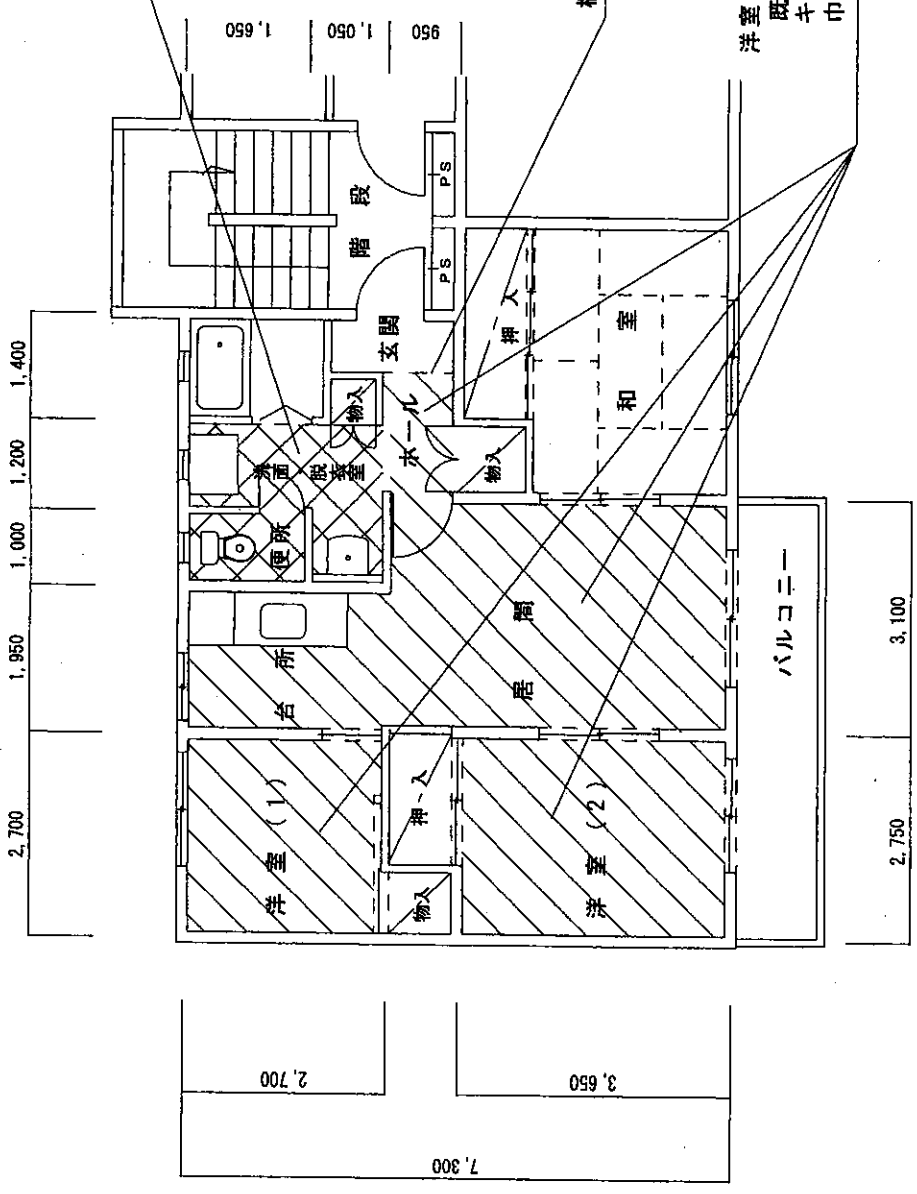 2,700
1,950
1,000
1,200
1,400
1,650
1,050
950
階段
PS
PS
玄関
物入
ホール
洗面
脱衣室
便所
物入
押入
和室
台所
居間
洋室(1)
押入
物入
洋室(2)
バルコニー
2,700
3,650
7,300
2,750
3,100
洋室
既
キ
巾